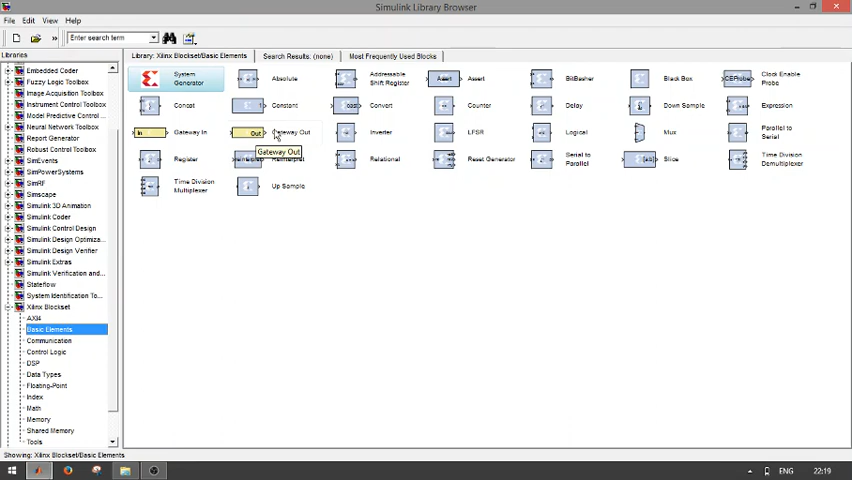 Simulink Library Browser
File Edit View Help
» Enter search term
Libraries
Library: Xilinx Blockset/Basic Elements
Search Results: (none)
Most Frequently Used Blocks
Embedded Coder
Fuzzy Logic Toolbox
Image Acquisition Toolbox
Instrument Control Toolbox
Model Predictive Control ...
Neural Network Toolbox
Report Generator
Robust Control Toolbox
SimEvents
SimPowerSystems
SimRF
Simscape
Simulink 3D Animation
Simulink Coder
Simulink Control Design
Simulink Design Optimiza...
Simulink Design Verifier
Simulink Extras
Simulink Verification and...
Stateflow
System Identification To...
Xilinx Blockset
AXI4
Basic Elements
Communication
Control Logic
DSP
Data Types
Floating-Point
Index
Math
Memory
Shared Memory
Tools
System
Generator
Absolute
Addressable
Shift Register
Assert
Assert
BitBasher
Black Box
Clock Enable
Probe
Concat
Constant
Convert
Counter
Delay
Down Sample
Expression
In
Gateway In
Out
Gateway Out
Inverter
LFSR
Logical
Mux
Parallel to
Serial
Gateway Out
Register
Relational
Reset Generator
Serial to
Parallel
Slice
Time Division
Demultiplexer
Time Division
Multiplexer
Up Sample
Showing: Xilinx Blockset/Basic Elements
ENG
22:19